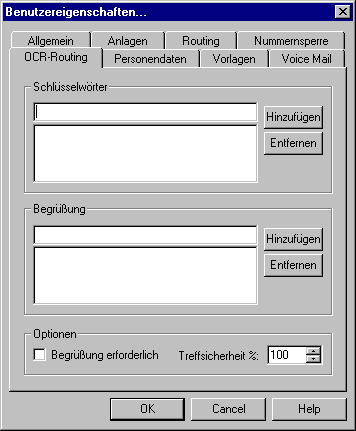 Benutzereigenschaften...
Allgemein Anlagen Routing Nummernsperre
OCR-Routing Personendaten Vorlagen Voice Mail
Schlüsselwörter
Hinzufügen
Entfernen
Begrüßung
Hinzufügen
Entfernen
Optionen
Begrüßung erforderlich Treffsicherheit %: 100
OK Cancel Help